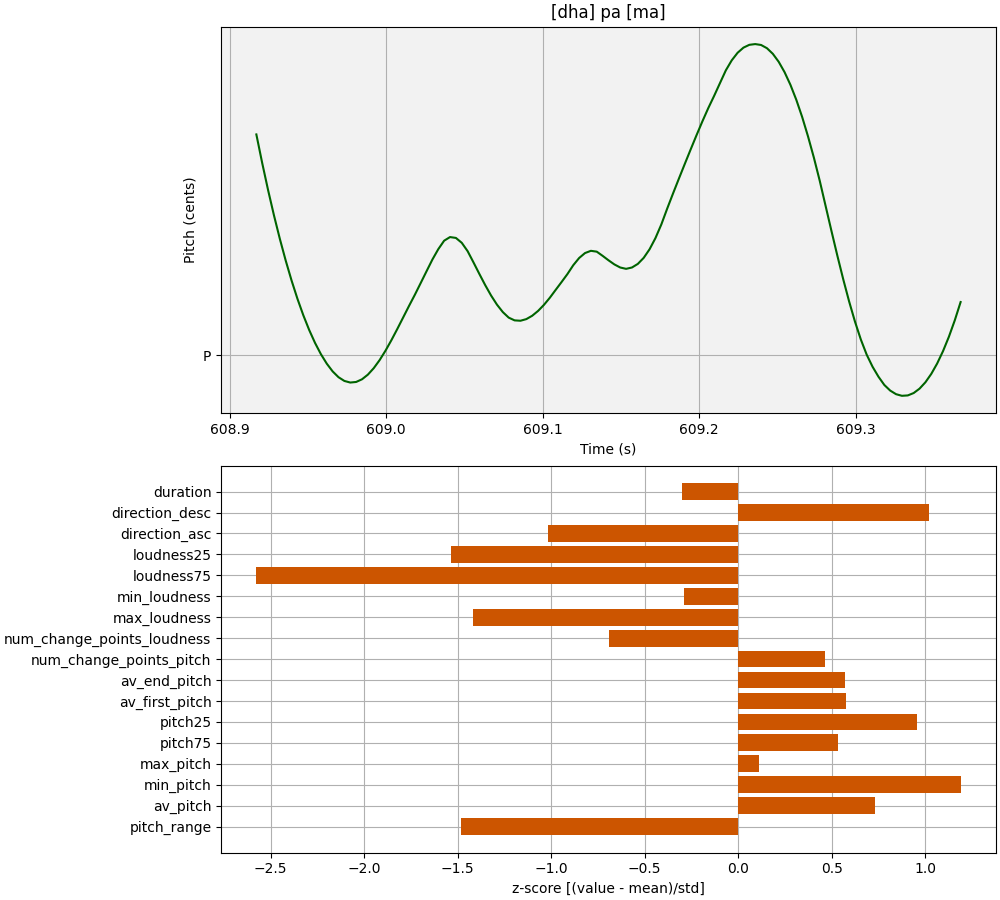 [dha] pa [ma]
Pitch (cents)
P
608.9 609.0 609.1 609.2 609.3
Time (s)
duration
direction_desc
direction_asc
loudness25
loudness75
min_loudness
max_loudness
num_change_points_loudness
num_change_points_pitch
av_end_pitch
av_first_pitch
pitch25
pitch75
max_pitch
min_pitch
av_pitch
pitch_range
−2.5 −2.0 −1.5 −1.0 −0.5 0.0 0.5 1.0
z-score [(value - mean)/std]